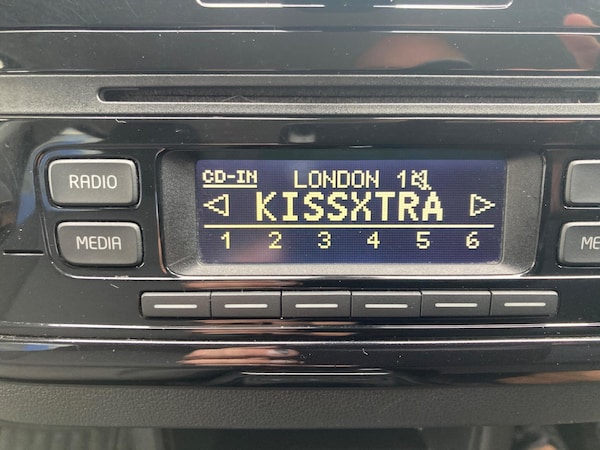 CD-IN LONDON 1
KISSXTRA
1 2 3 4 5 6
RADIO
MEDIA